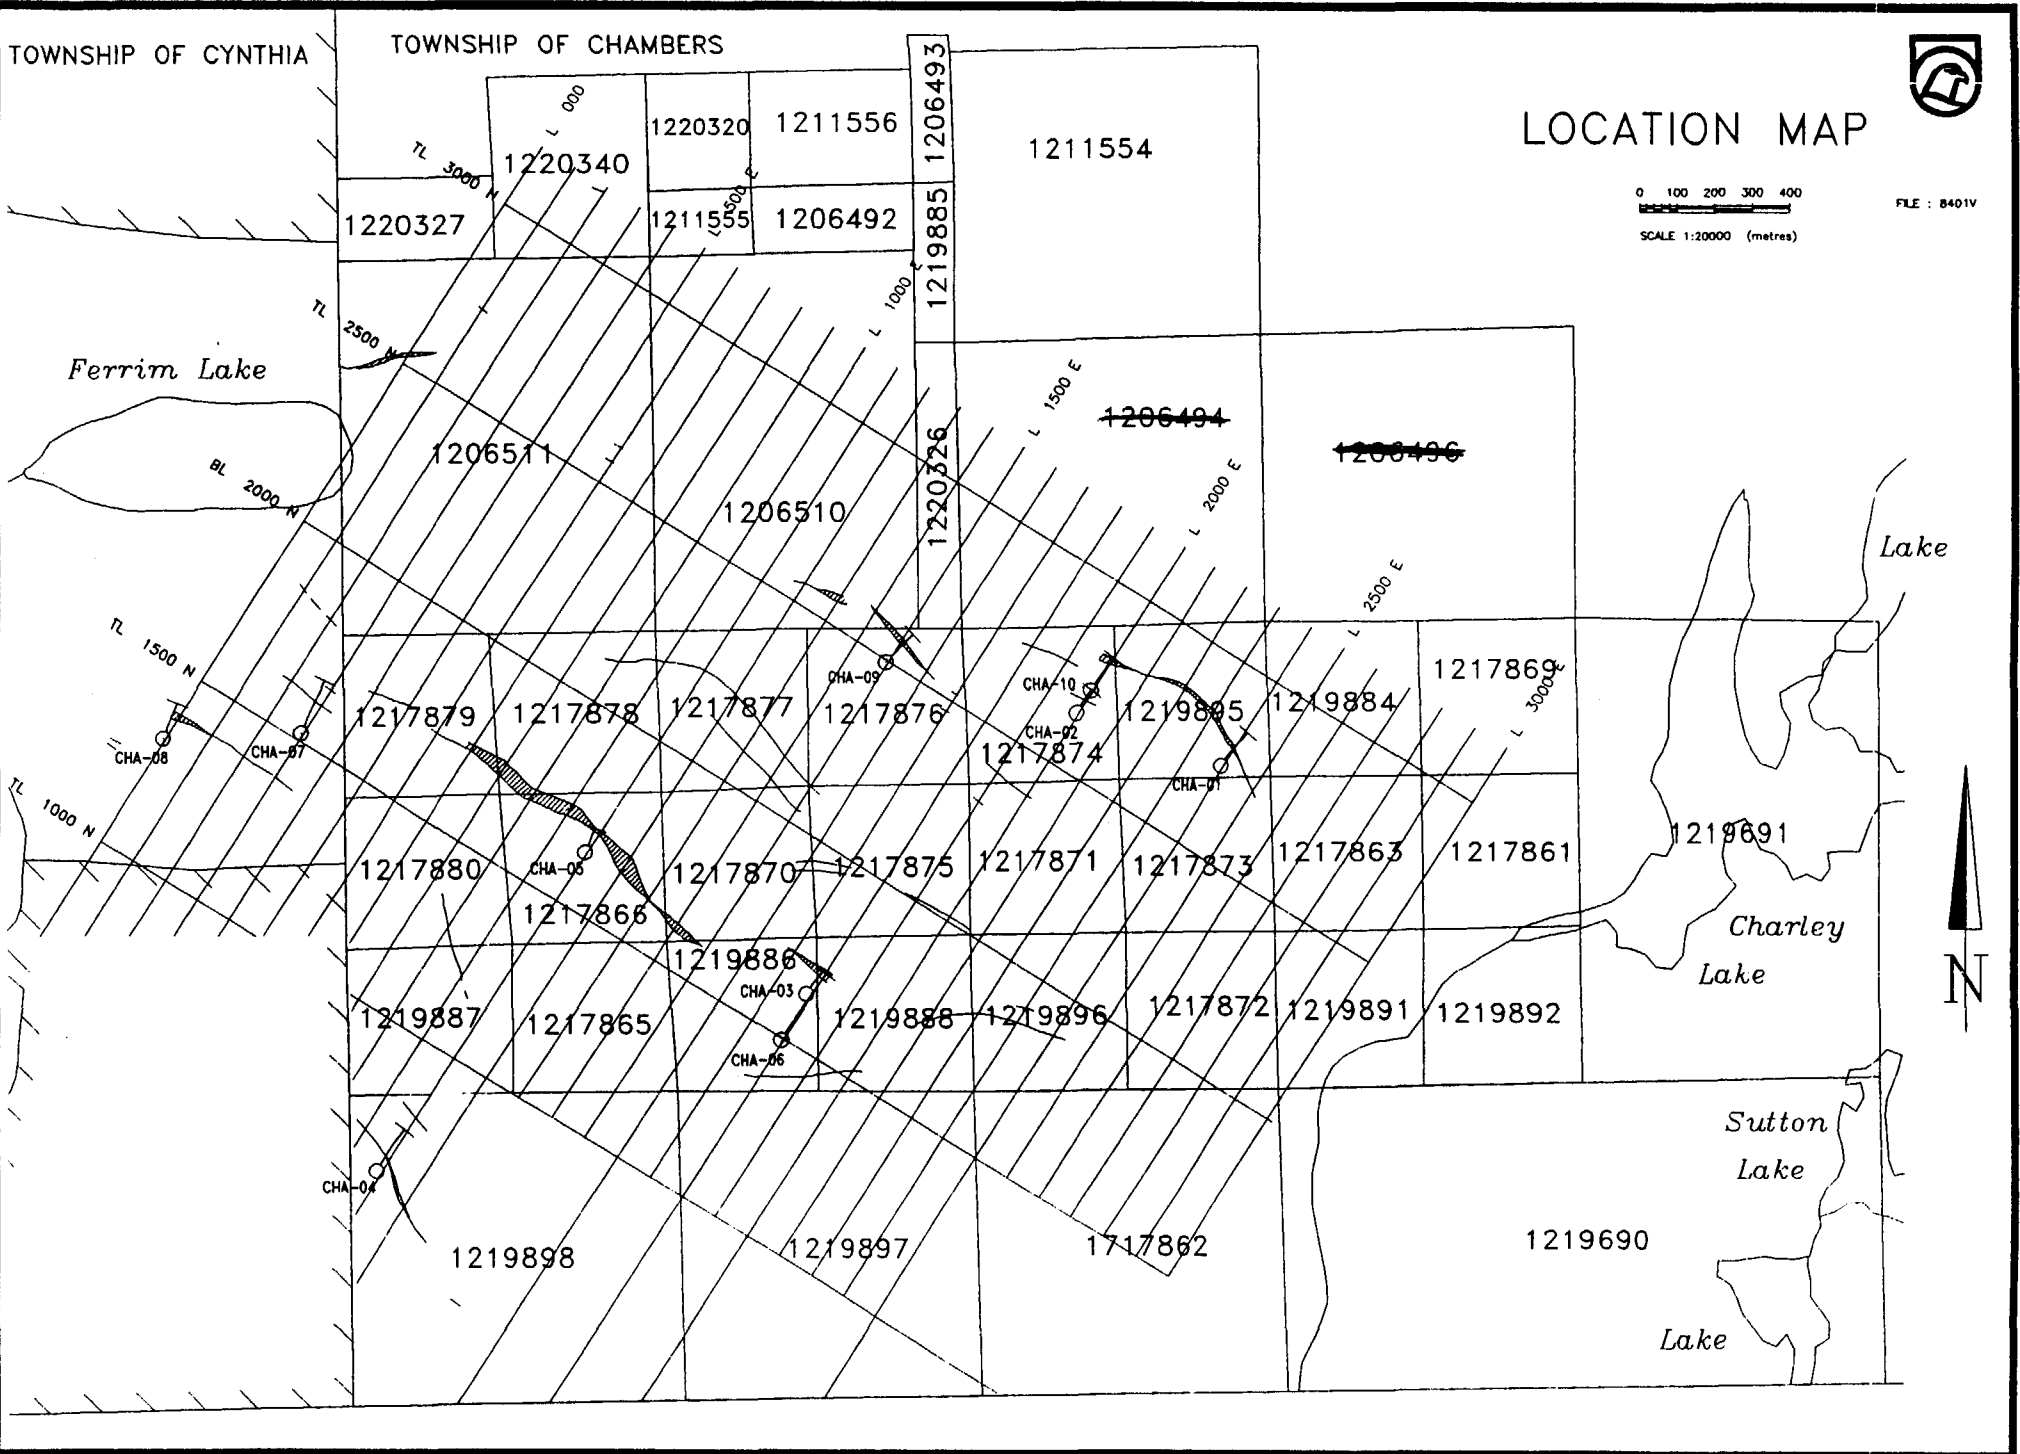 TOWNSHIP OF CYNTHIA
TOWNSHIP OF CHAMBERS
LOCATION MAP
0 100 200 300 400
SCALE 1:20000 (metres)
FILE : 8401V
L 000
1220340
1220320
1211556
1206493
1211554
TL 3000 N
1220327
1211555
L 500 E
1206492
1219885
L 1000 E
TL 2500 N
Ferrim Lake
L 1500 E
1206494
1206496
1206511
1220326
BL 2000 N
1206510
L 2000 E
Lake
L 2500 E
TL 1500 N
CHA-09
1217869
CHA-10
1219884
L 3000 E
1217879
1217878
1217877
1217876
1219895
CHA-02
1217874
CHA-08
CHA-07
CHA-01
TL 1000 N
1219691
1217880
CHA-05
1217870
1217875
1217871
1217873
1217863
1217861
1217866
Charley
Lake
1219886
CHA-03
N
1219887
1217865
1219888
1219896
1217872
1219891
1219892
CHA-06
Sutton
Lake
CHA-04
1219898
1219897
1717862
1219690
Lake